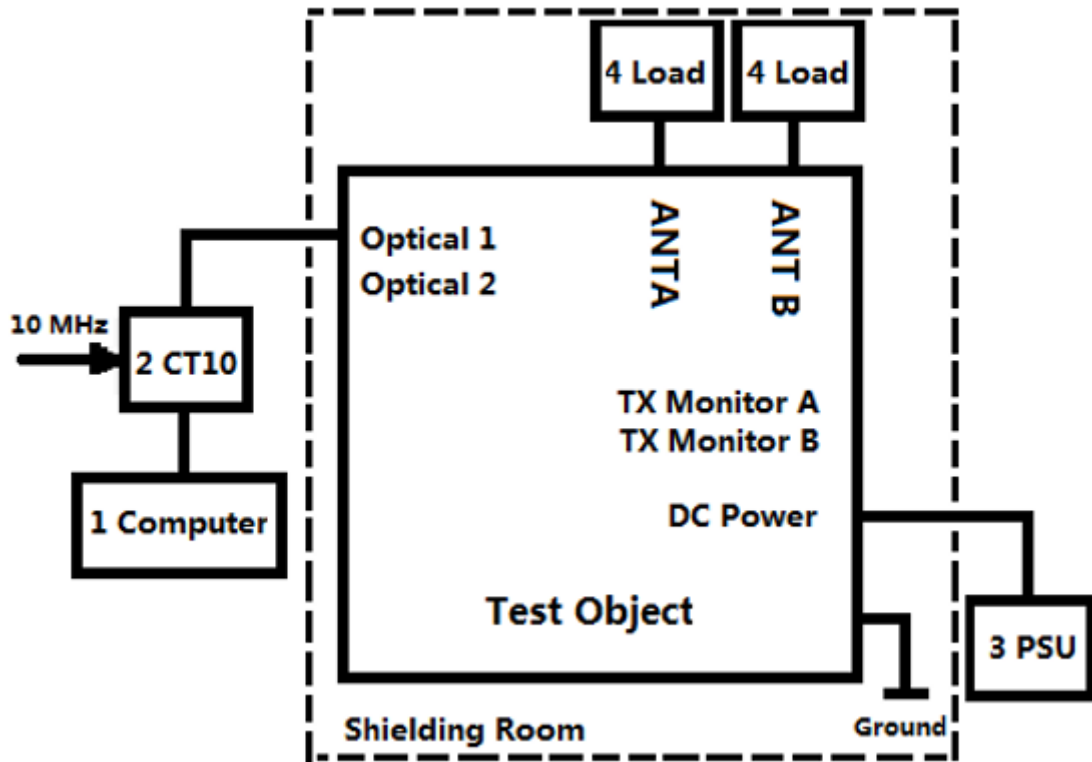 4 Load
4 Load
ANTA
ANT B
Optical 1
Optical 2
10 MHz
2 CT10
TX Monitor A
TX Monitor B
1 Computer
DC Power
Test Object
3 PSU
Shielding Room
Ground